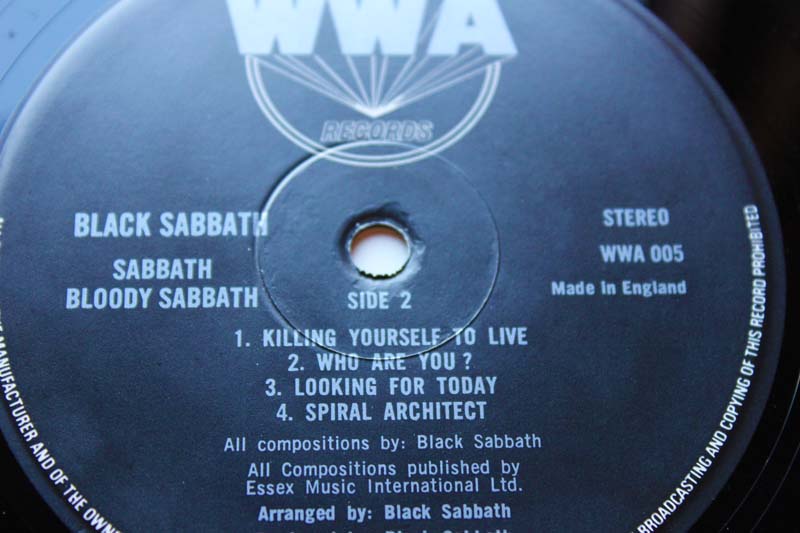 WWA
RECORDS
BLACK SABBATH
SABBATH
BLOODY SABBATH
STEREO
WWA 005
Made in England
SIDE 2
1. KILLING YOURSELF TO LIVE
2. WHO ARE YOU ?
3. LOOKING FOR TODAY
4. SPIRAL ARCHITECT
All compositions by: Black Sabbath
All Compositions published by
Essex Music International Ltd.
Arranged by: Black Sabbath
Black Sabbath
MANUFACTURER AND OF THE
BROADCASTING AND COPYING OF THIS RECORD PROHIBITED